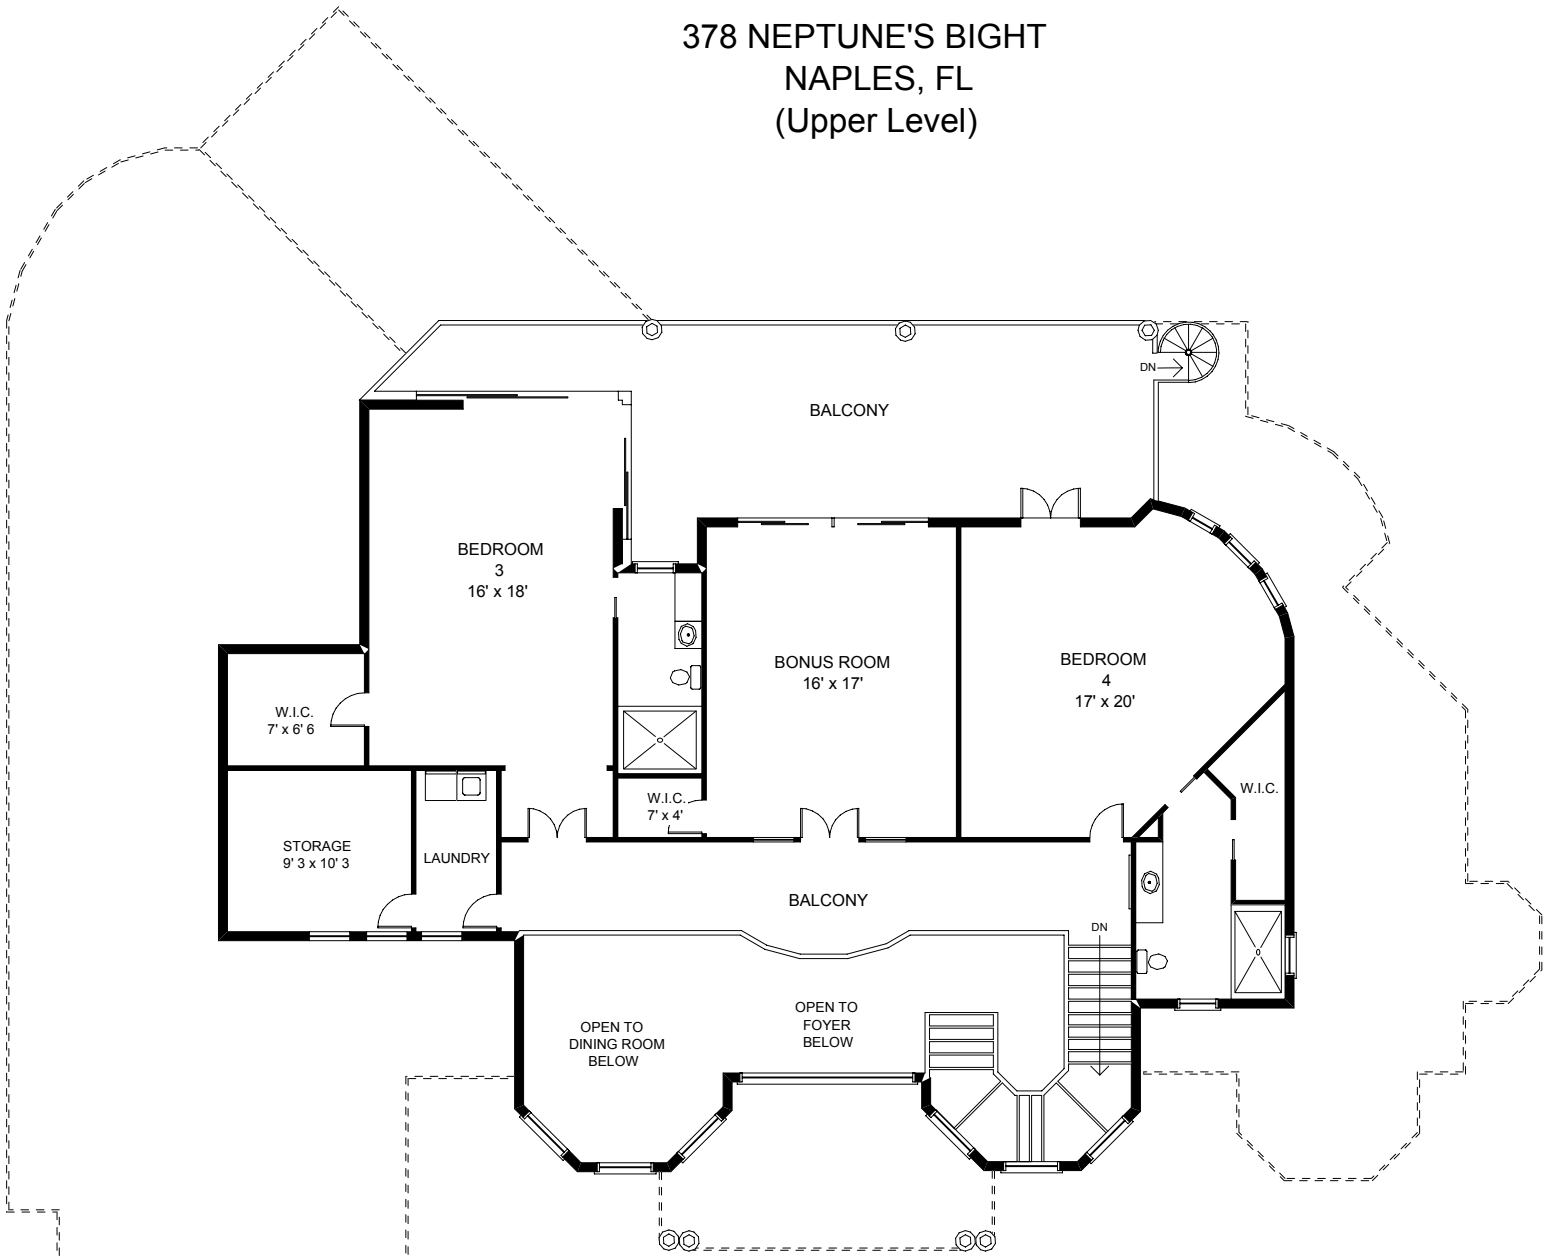 378 NEPTUNE'S BIGHT
NAPLES, FL
(Upper Level)
DN
BALCONY
BEDROOM
3
16' x 18'
BONUS ROOM
16' x 17'
BEDROOM
4
17' x 20'
W.I.C.
7' x 6' 6
W.I.C.
7' x 4'
W.I.C.
STORAGE
9' 3 x 10' 3
LAUNDRY
BALCONY
DN
OPEN TO
DINING ROOM
BELOW
OPEN TO
FOYER
BELOW